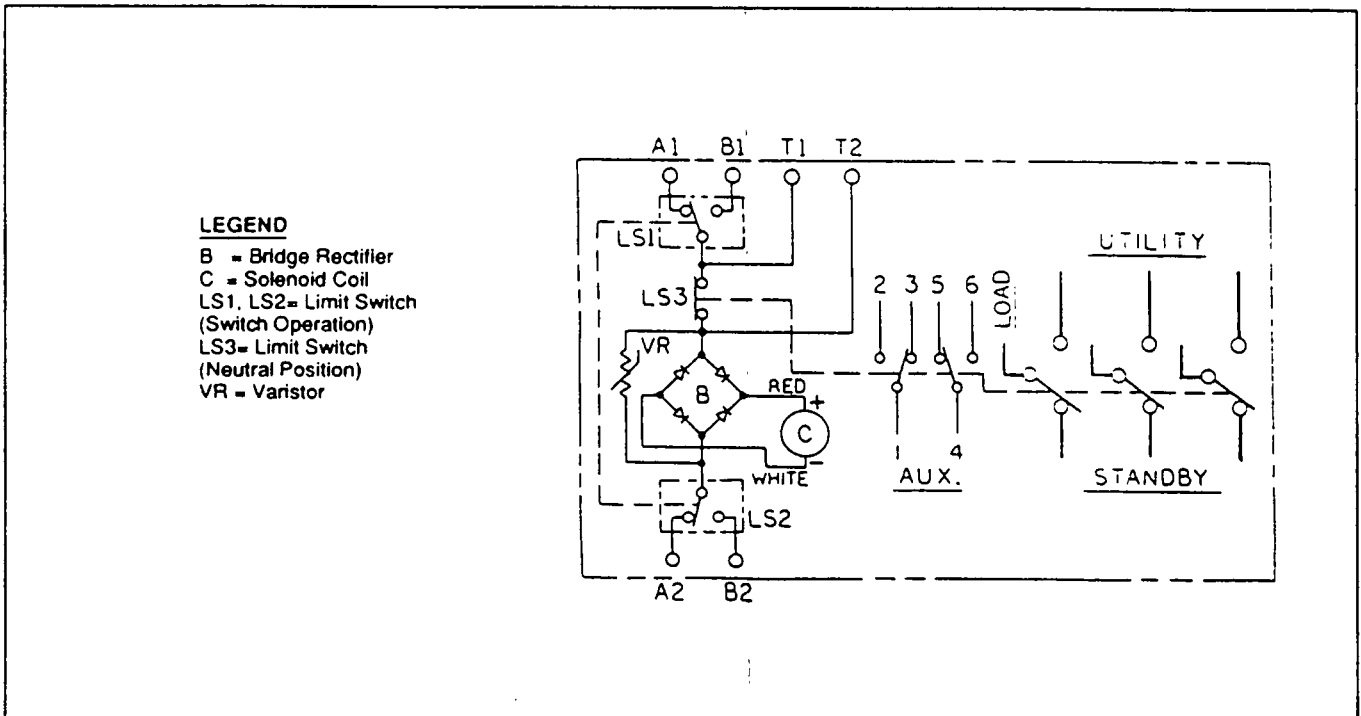 LEGEND
B = Bridge Rectifier
C = Solenoid Coil
LS1, LS2= Limit Switch
(Switch Operation)
LS3= Limit Switch
(Neutral Position)
VR = Varistor
A1 B1 T1 T2
LS1
UTILITY
LS3
2 3 5 6 LOAD
VR
B
RED
+
C
-
WHITE
1 4
AUX.
STANDBY
LS2
A2 B2